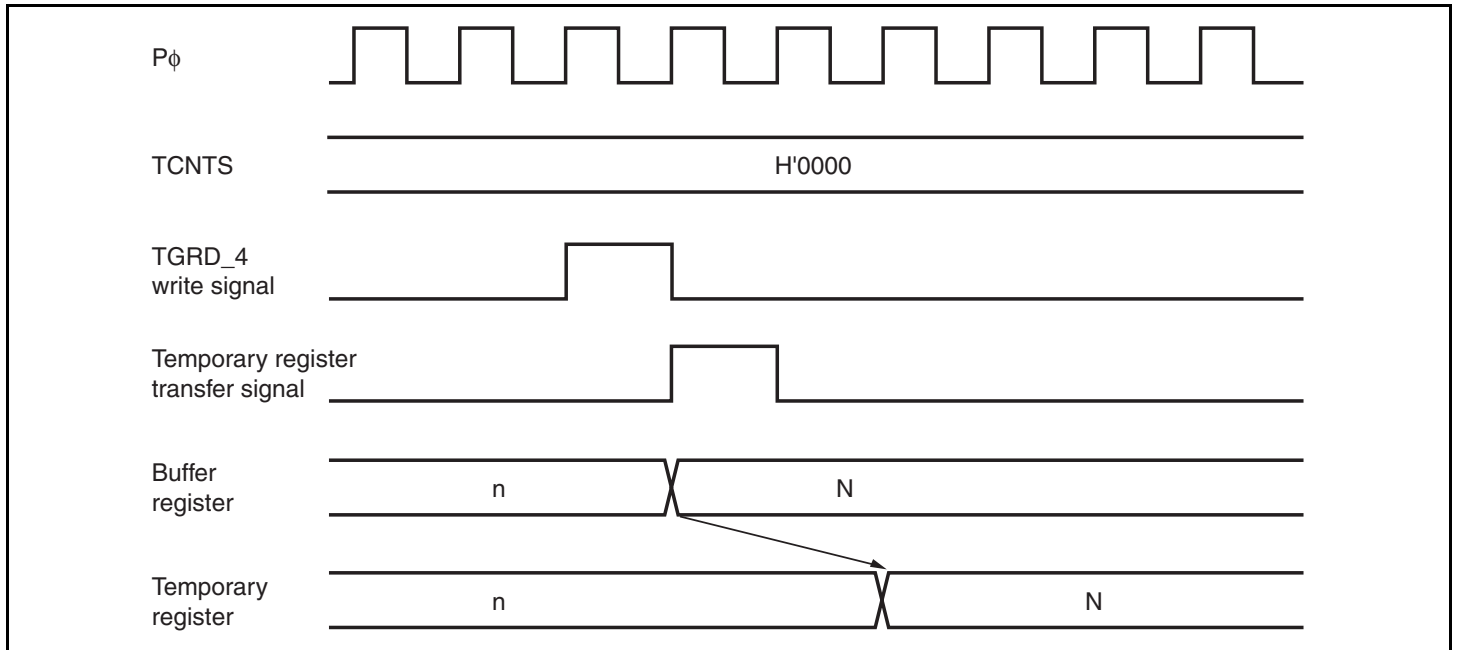 Pϕ
TCNTS
H'0000
TGRD_4
write signal
Temporary register
transfer signal
Buffer
register
n
N
Temporary
register
n
N